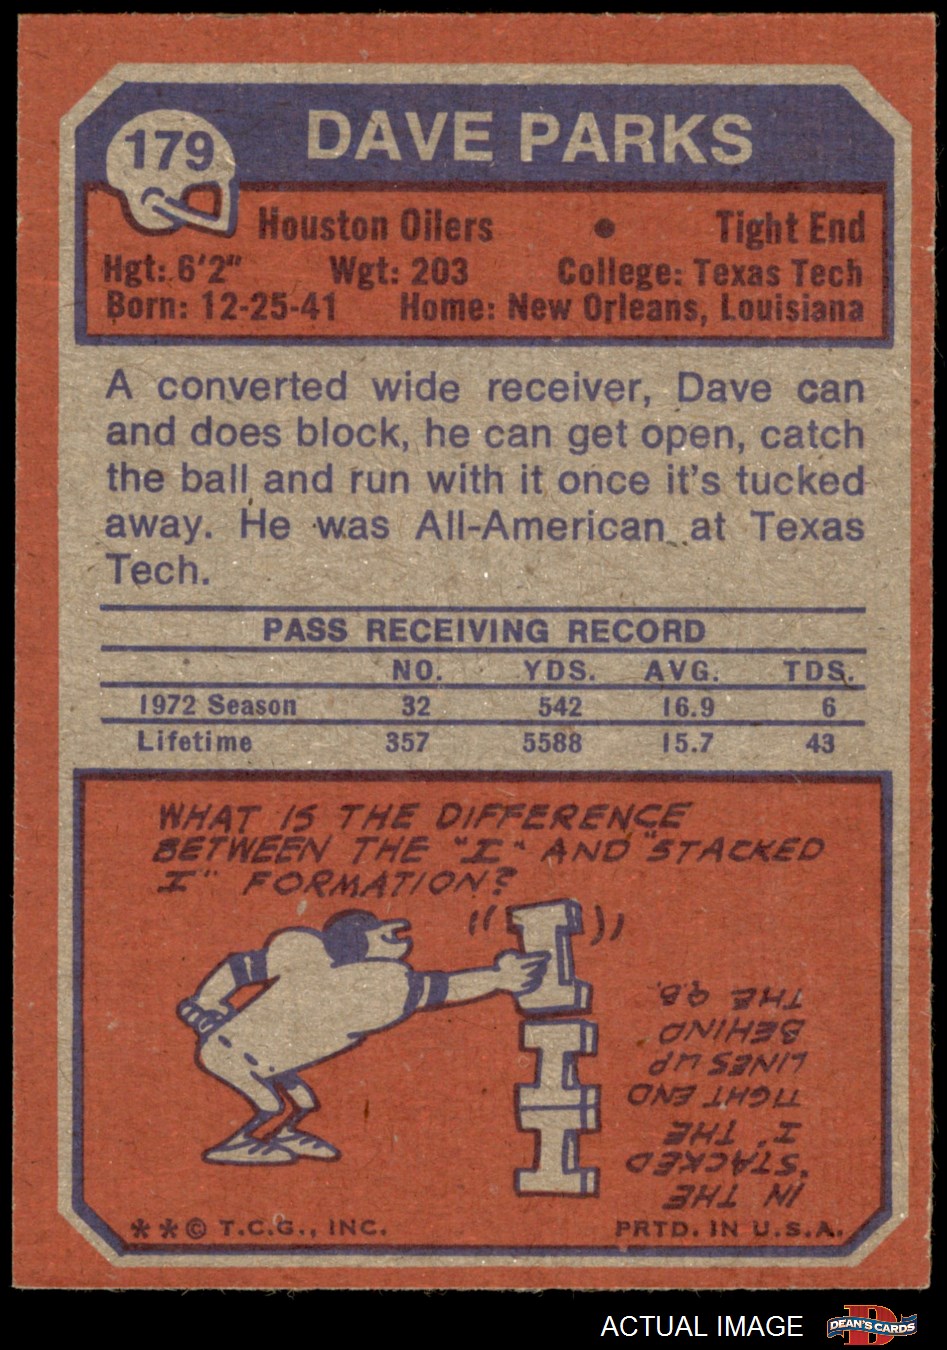 179
DAVE PARKS
Houston Oilers • Tight End
Hgt: 6'2" Wgt: 203 College: Texas Tech
Born: 12-25-41 Home: New Orleans, Louisiana
A converted wide receiver, Dave can
and does block, he can get open, catch
the ball and run with it once it's tucked
away. He was All-American at Texas
Tech.
PASS RECEIVING RECORD
NO. YDS. AVG. TDS.
1972 Season 32 542 16.9 6
Lifetime 357 5588 15.7 43
WHAT IS THE DIFFERENCE
BETWEEN THE "I" AND "STACKED
I" FORMATION?
I
I
I
IN THE
"STACKED
I", THE
TIGHT END
LINES UP
BEHIND
THE Q.B.
**© T.C.G., INC. PRTD. IN U.S.A.
ACTUAL IMAGE
D
DEAN'S CARDS